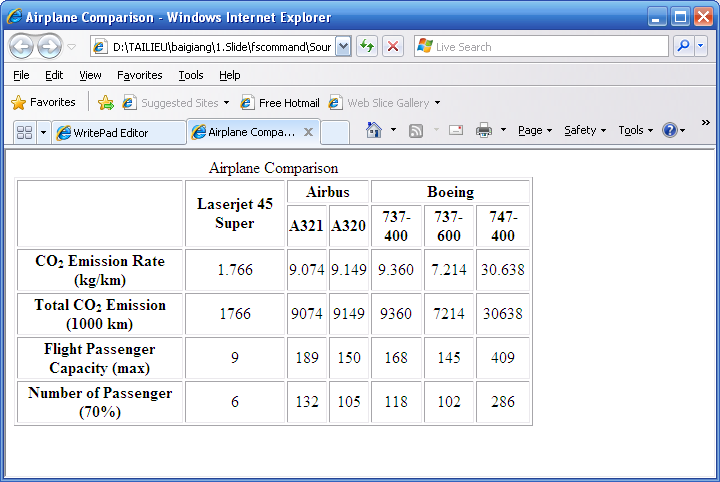 Airplane Comparison - Windows Internet Explorer
D:\TAILIEU\baigiang\1.Slide\fscommand\Sour
Live Search
File Edit View Favorites Tools Help
Favorites Suggested Sites Free Hotmail Web Slice Gallery
WritePad Editor Airplane Compa... X Page Safety Tools ? »
Airplane Comparison
Laserjet 45 Super Airbus Boeing
A321 A320 737-400 737-600 747-400
CO₂ Emission Rate (kg/km) 1.766 9.074 9.149 9.360 7.214 30.638
Total CO₂ Emission (1000 km) 1766 9074 9149 9360 7214 30638
Flight Passenger Capacity (max) 9 189 150 168 145 409
Number of Passenger (70%) 6 132 105 118 102 286